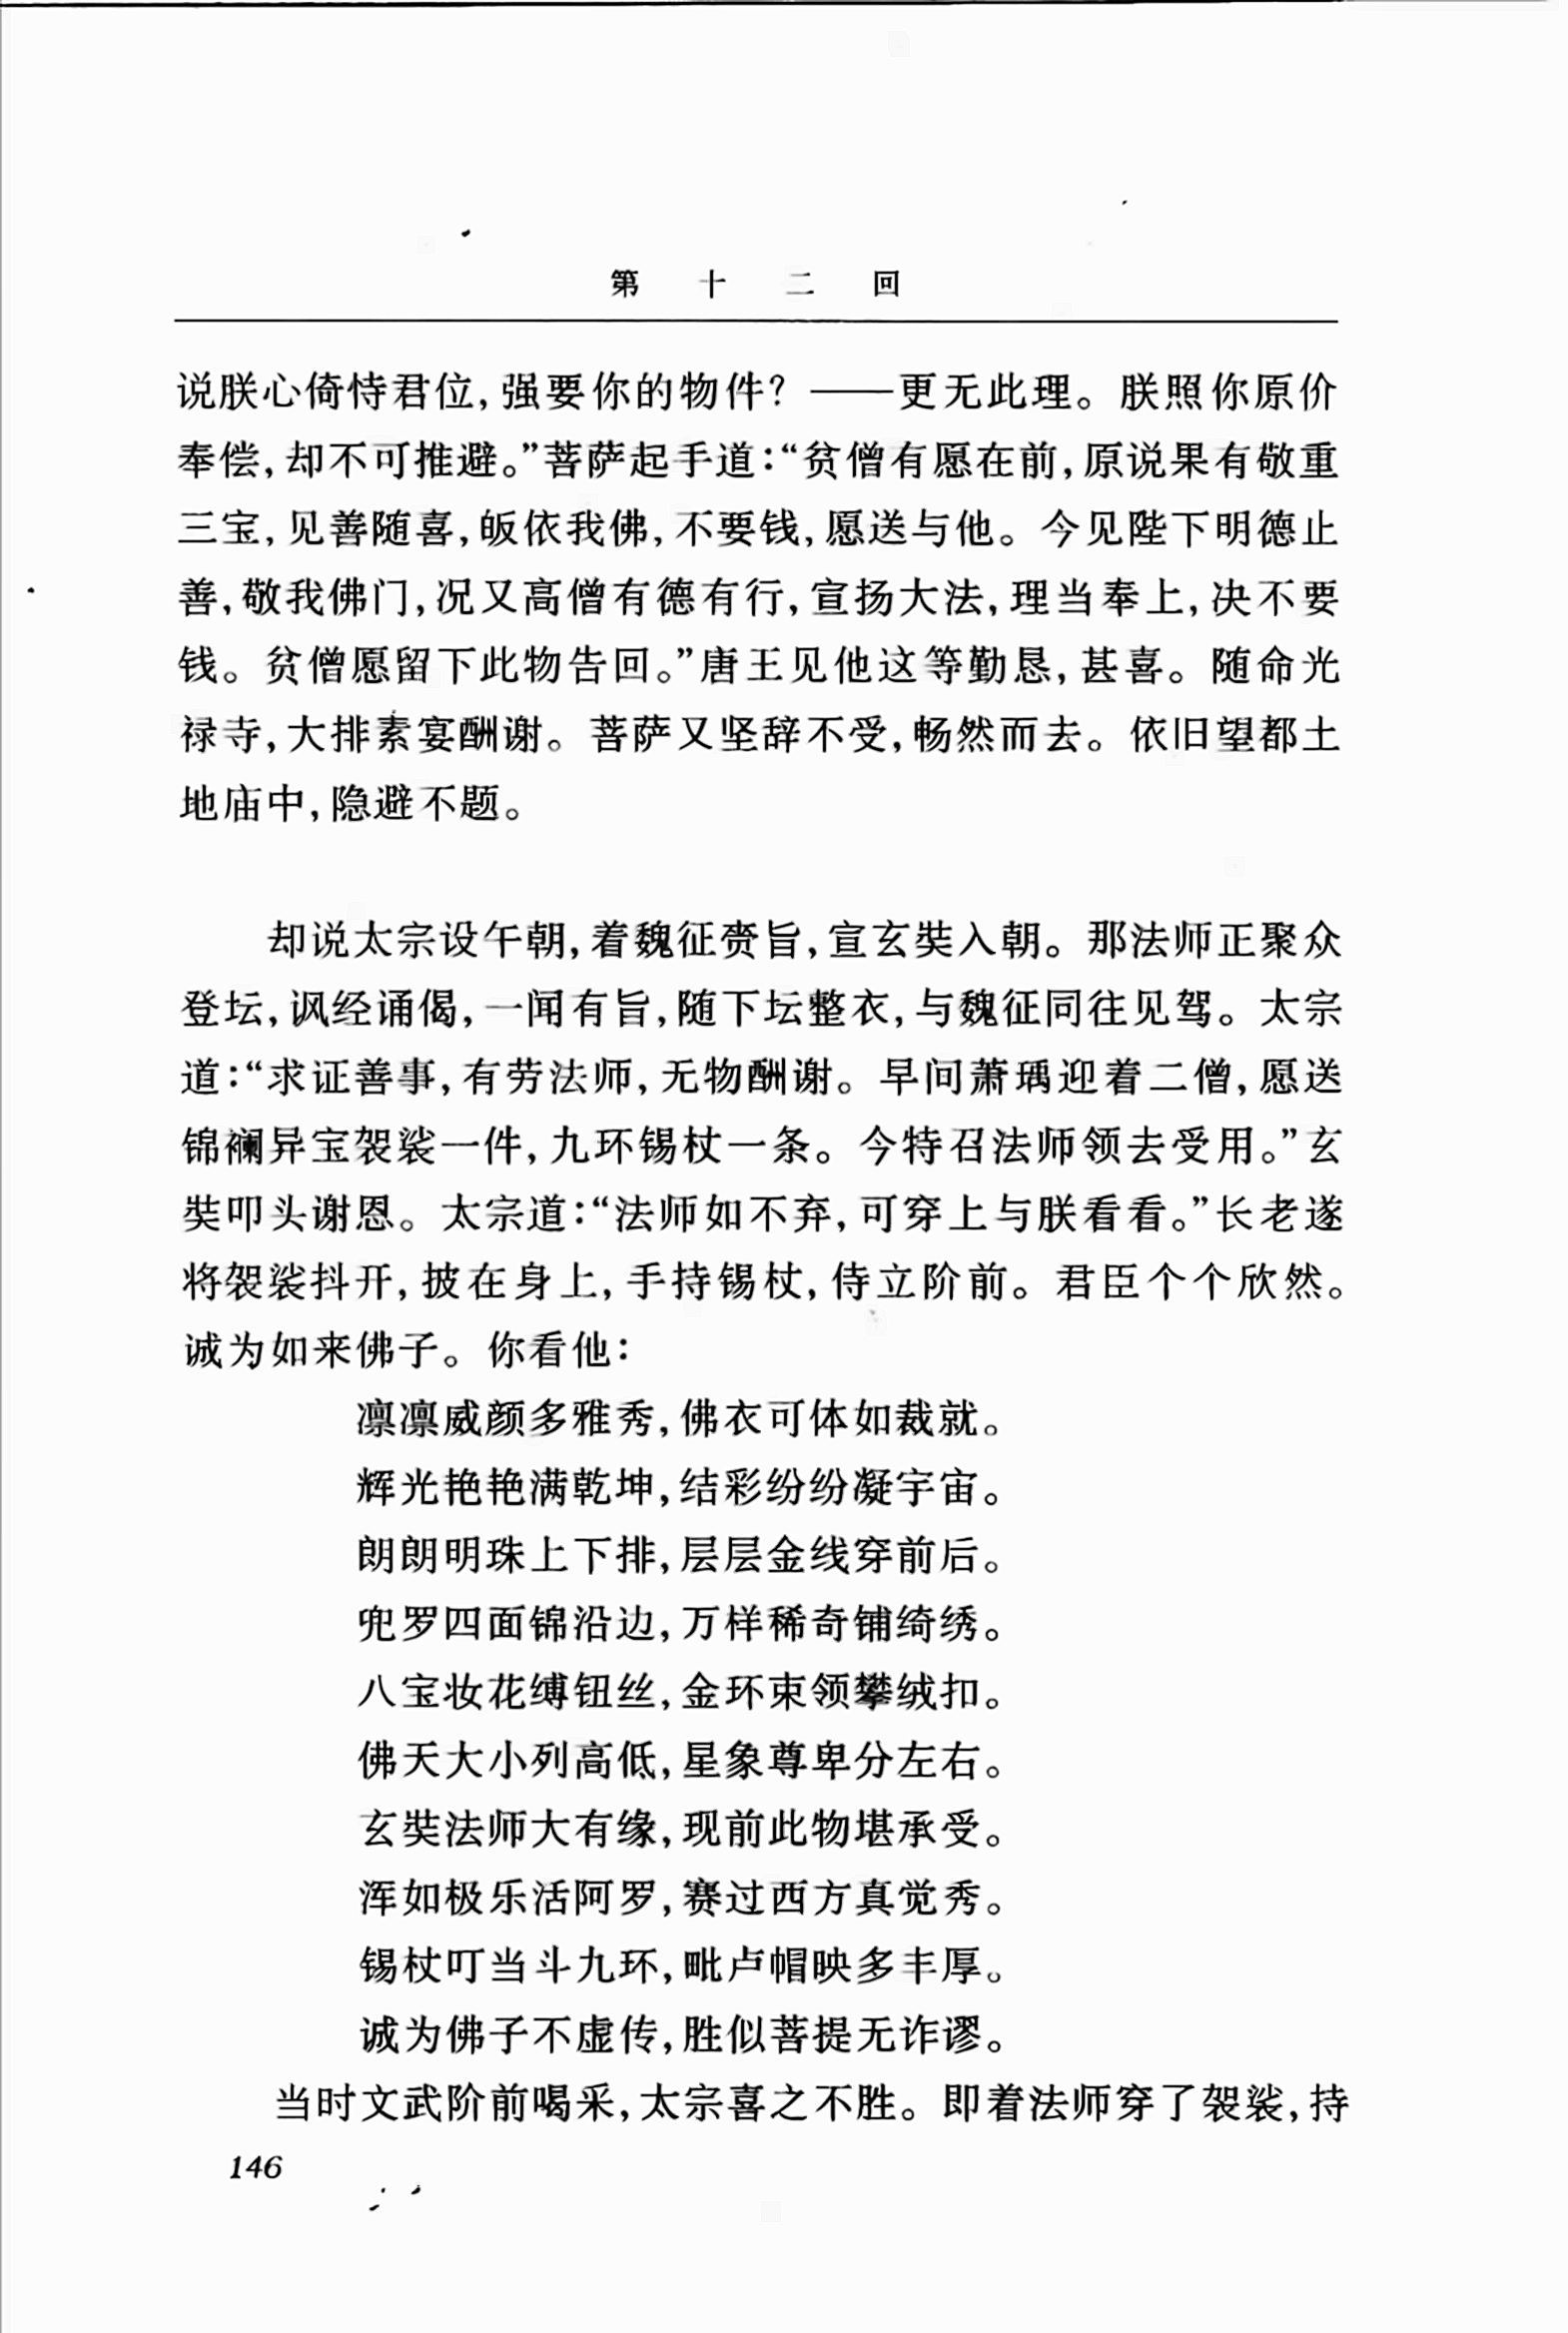 第十二回
说朕心倚恃君位,强要你的物件？——更无此理。朕照你原价
奉偿,却不可推避。”菩萨起手道:“贫僧有愿在前,原说果有敬重
三宝,见善随喜,皈依我佛,不要钱,愿送与他。今见陛下明德止
善,敬我佛门,况又高僧有德有行,宣扬大法,理当奉上,决不要
钱。贫僧愿留下此物告回。”唐王见他这等勤恳,甚喜。随命光
禄寺,大排素宴酬谢。菩萨又坚辞不受,畅然而去。依旧望都土
地庙中,隐避不题。
却说太宗设午朝,着魏征赍旨,宣玄奘入朝。那法师正聚众
登坛,讽经诵偈,一闻有旨,随下坛整衣,与魏征同往见驾。太宗
道:“求证善事,有劳法师,无物酬谢。早间萧瑀迎着二僧,愿送
锦襕异宝袈裟一件,九环锡杖一条。今特召法师领去受用。”玄
奘叩头谢恩。太宗道:“法师如不弃,可穿上与朕看看。”长老遂
将袈裟抖开,披在身上,手持锡杖,侍立阶前。君臣个个欣然。
诚为如来佛子。你看他:
凛凛威颜多雅秀,佛衣可体如裁就。
辉光艳艳满乾坤,结彩纷纷凝宇宙。
朗朗明珠上下排,层层金线穿前后。
兜罗四面锦沿边,万样稀奇铺绮绣。
八宝妆花缚钮丝,金环束领攀绒扣。
佛天大小列高低,星象尊卑分左右。
玄奘法师大有缘,现前此物堪承受。
浑如极乐活阿罗,赛过西方真觉秀。
锡杖叮当斗九环,毗卢帽映多丰厚。
诚为佛子不虚传,胜似菩提无诈谬。
当时文武阶前喝采,太宗喜之不胜。即着法师穿了袈裟,持
146